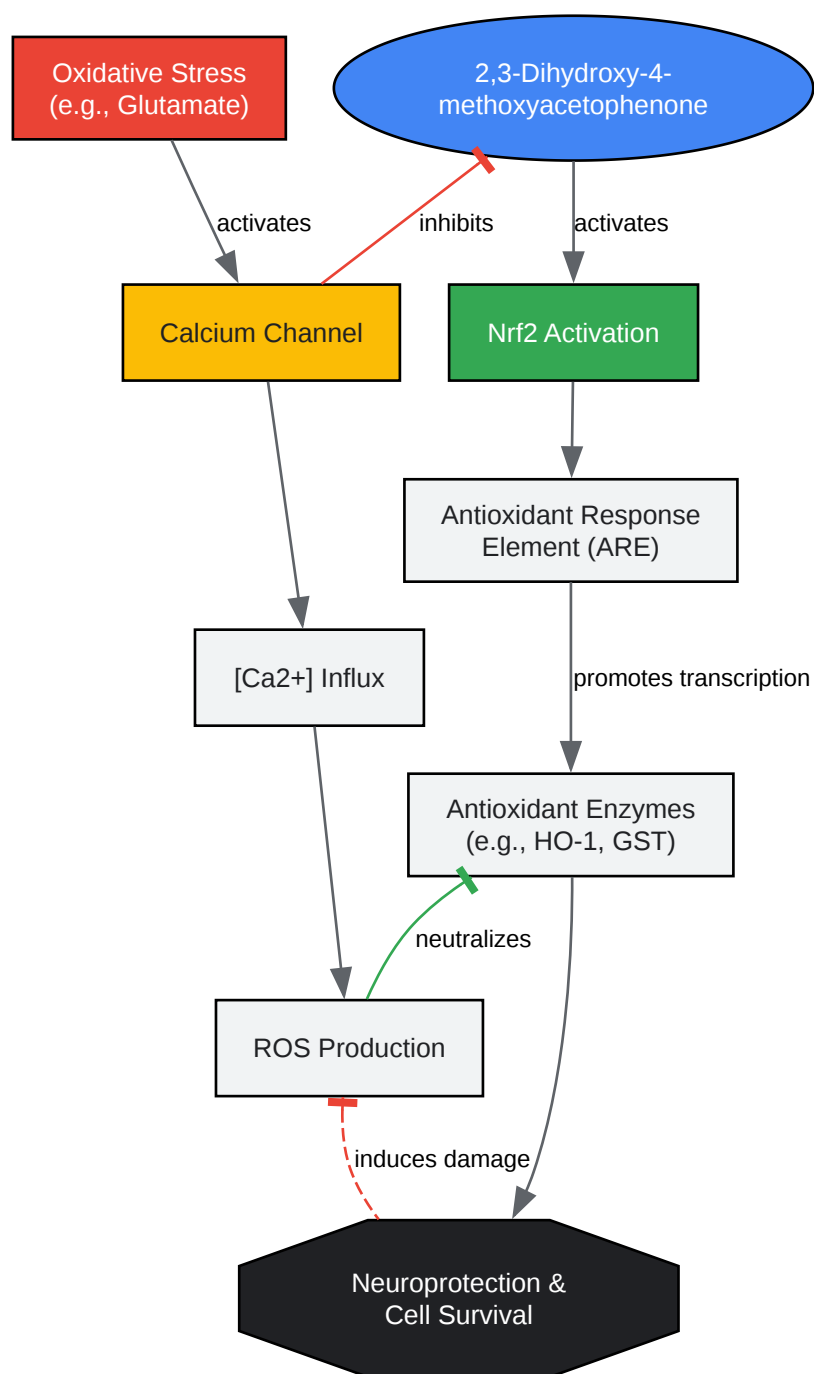 Oxidative Stress
(e.g., Glutamate)
2,3-Dihydroxy-4-
methoxyacetophenone
activates
inhibits
activates
Calcium Channel
Nrf2 Activation
Antioxidant Response
Element (ARE)
[Ca2+] Influx
promotes transcription
Antioxidant Enzymes
(e.g., HO-1, GST)
neutralizes
ROS Production
induces damage
Neuroprotection &
Cell Survival